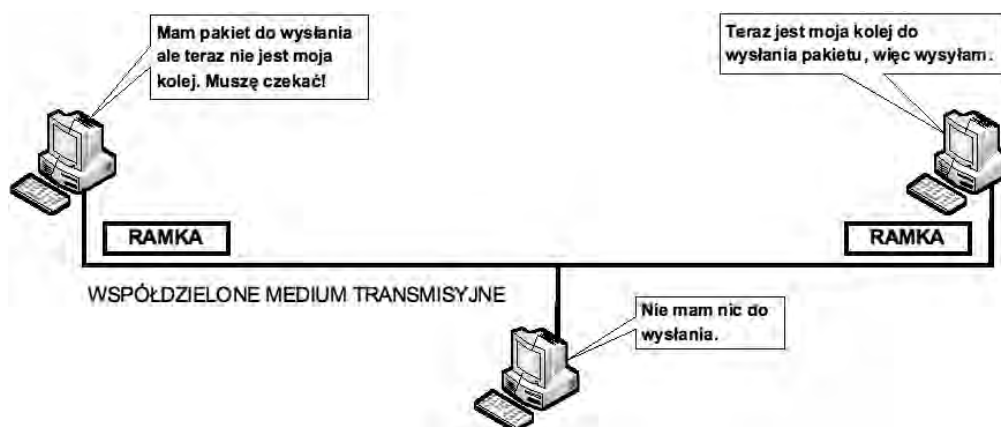 Mam pakiet do wysłania
ale teraz nie jest moja
kolej. Muszę czekać!
Teraz jest moja kolej do
wysłania pakietu, więc wysyłam.
RAMKA
RAMKA
WSPÓŁDZIELONE MEDIUM TRANSMISYJNE
Nie mam nic do
wysłania.